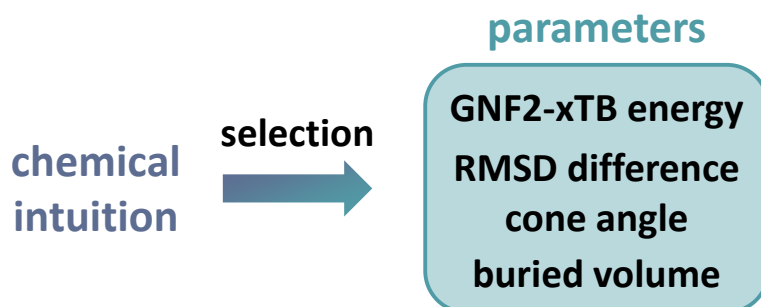 parameters
chemical
intuition
selection
GNF2-xTB energy
RMSD difference
cone angle
buried volume